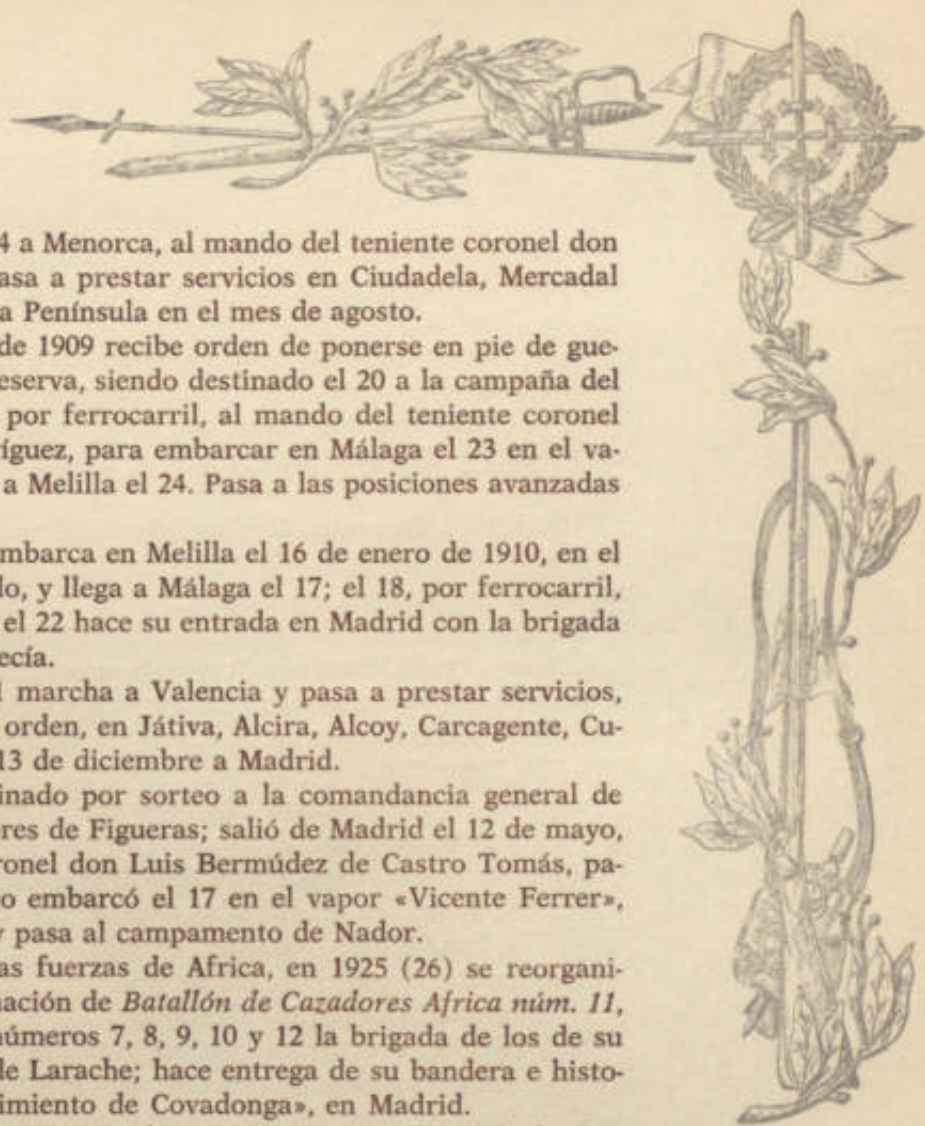 4 a Menorca, al mando del teniente coronel don
asa a prestar servicios en Ciudadela, Mercadal
a Península en el mes de agosto.
de 1909 recibe orden de ponerse en pie de gue-
eserva, siendo destinado el 20 a la campaña del
por ferrocarril, al mando del teniente coronel
ríguez, para embarcar en Málaga el 23 en el va-
a Melilla el 24. Pasa a las posiciones avanzadas
mbarca en Melilla el 16 de enero de 1910, en el
lo, y llega a Málaga el 17; el 18, por ferrocarril,
el 22 hace su entrada en Madrid con la brigada
ecía.
l marcha a Valencia y pasa a prestar servicios,
orden, en Játiva, Alcira, Alcoy, Carcagente, Cu-
13 de diciembre a Madrid.
inado por sorteo a la comandancia general de
ores de Figueras; salió de Madrid el 12 de mayo,
oronel don Luis Bermúdez de Castro Tomás, pa-
o embarcó el 17 en el vapor «Vicente Ferrer»,
y pasa al campamento de Nador.
as fuerzas de Africa, en 1925 (26) se reorgani-
nación de Batallón de Cazadores Africa núm. 11,
números 7, 8, 9, 10 y 12 la brigada de los de su
de Larache; hace entrega de su bandera e histo-
imiento de Covadonga», en Madrid.